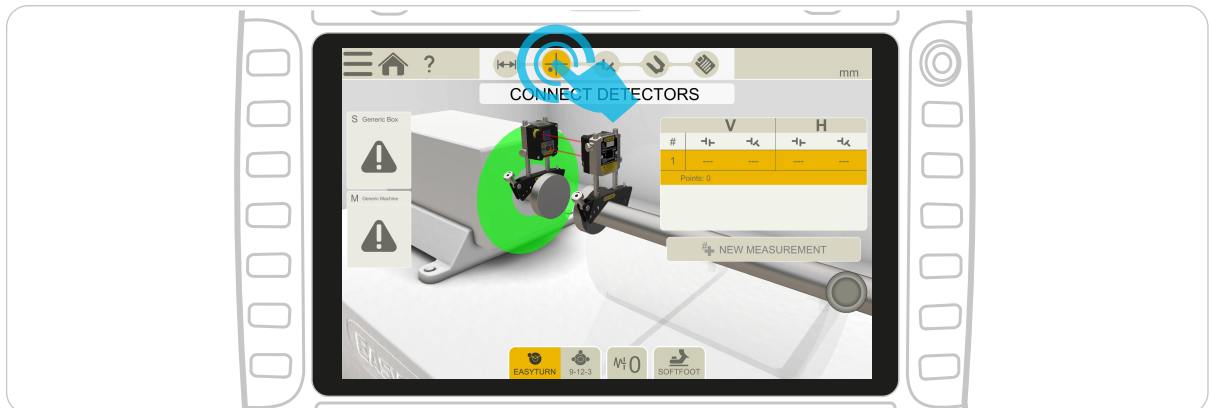 ?
mm
CONNECT DETECTORS
S Generic Box
M Generic Machine
V H
#
1 --- --- --- ---
Points: 0
NEW MEASUREMENT
EASYTURN
9-12-3
0
SOFTFOOT